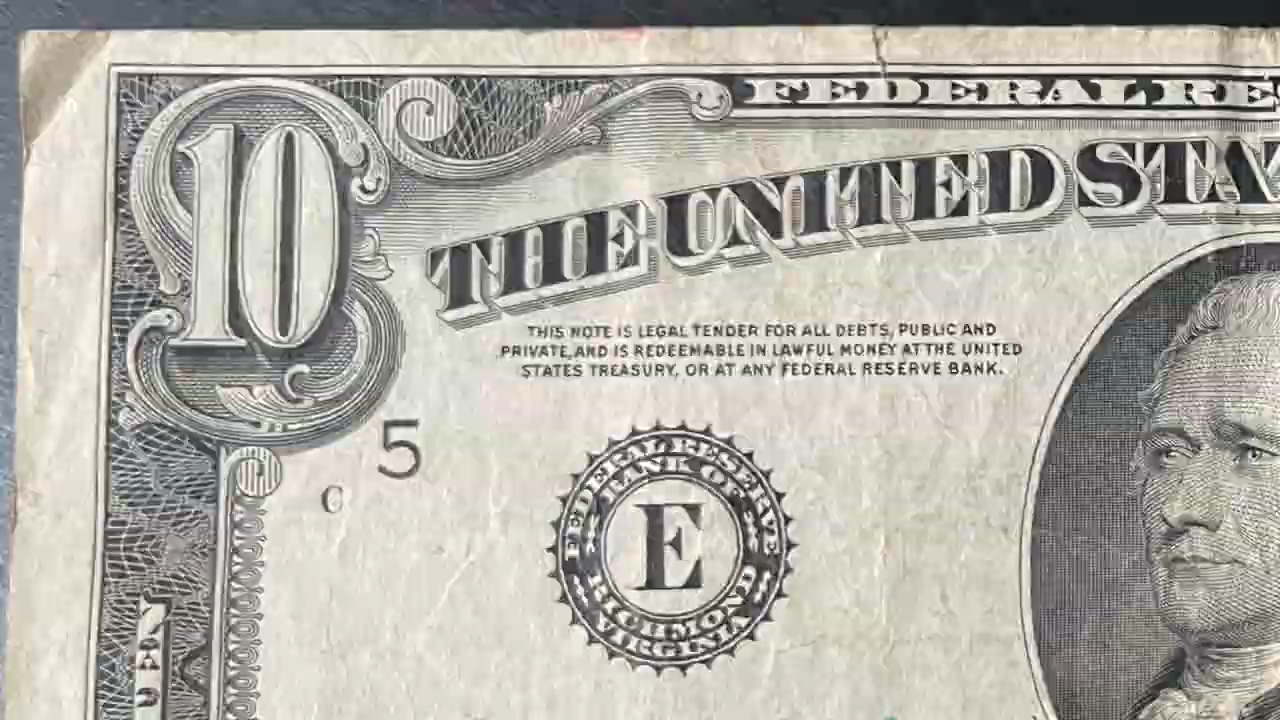 FEDERAL RE
10
THE UNITED STA
THIS NOTE IS LEGAL TENDER FOR ALL DEBTS, PUBLIC AND
PRIVATE, AND IS REDEEMABLE IN LAWFUL MONEY AT THE UNITED
STATES TREASURY, OR AT ANY FEDERAL RESERVE BANK.
5
FEDERAL RESERVE
BANK OF
E
RICHMOND
VIRGINIA